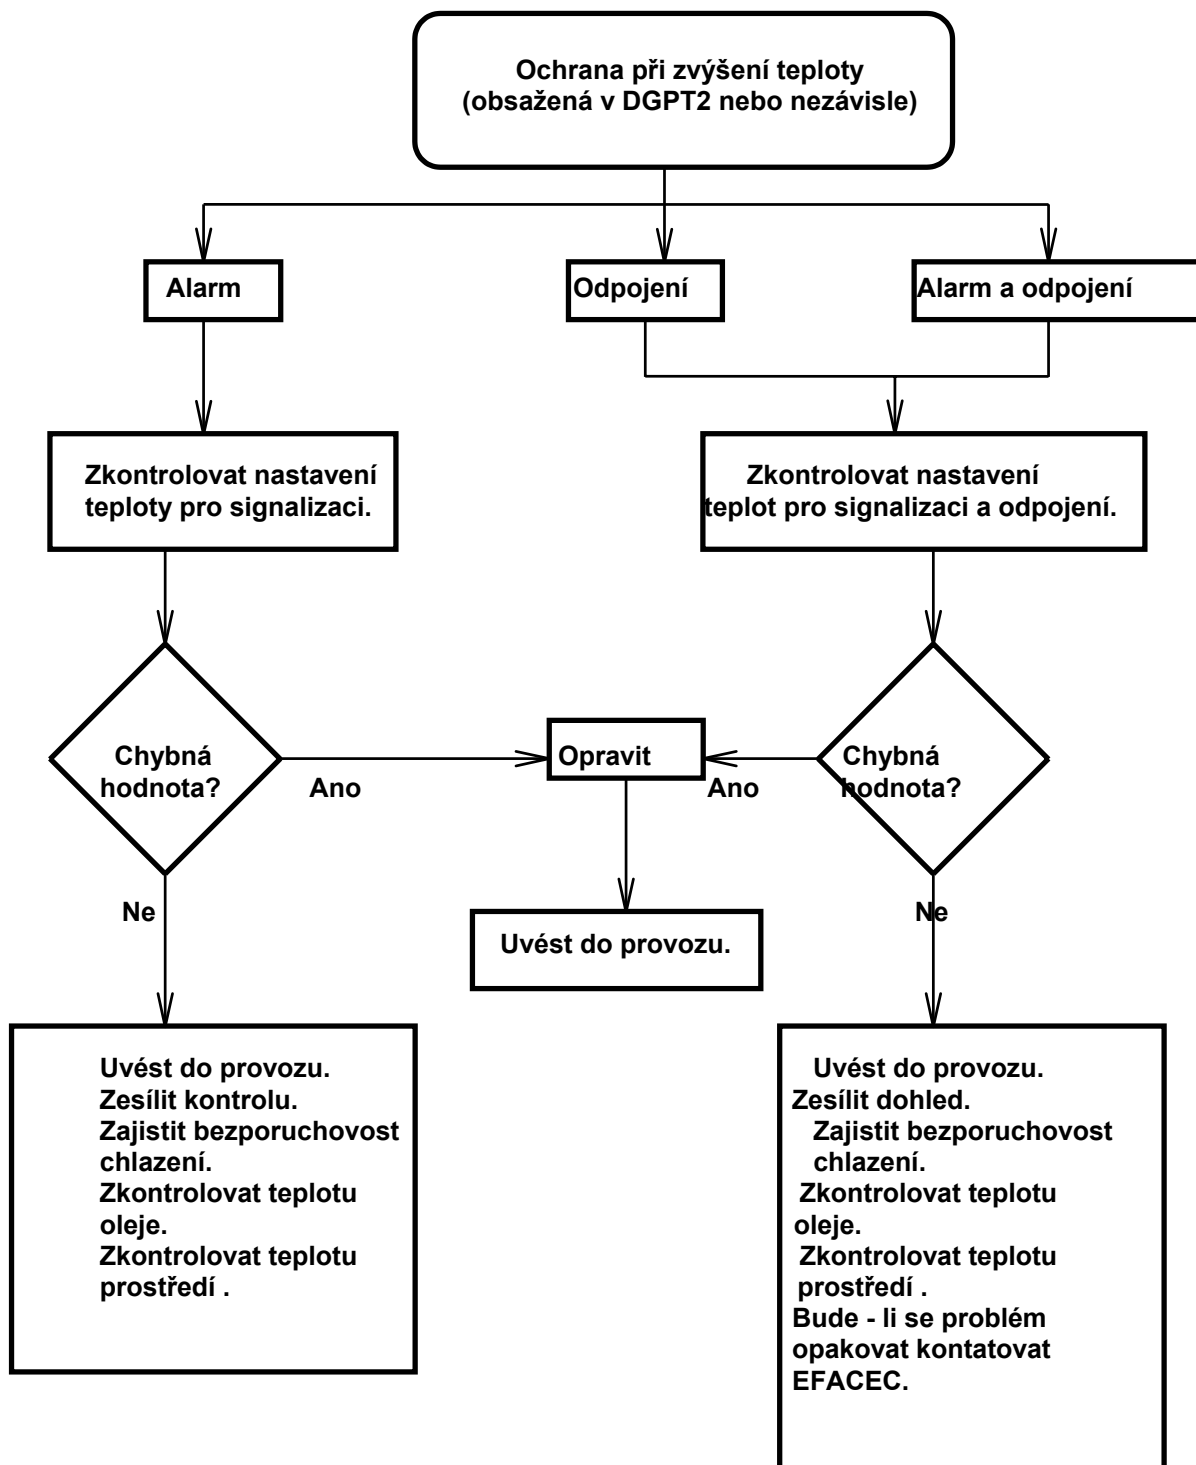 Ochrana při zvýšení teploty
(obsažená v DGPT2 nebo nezávisle)
Alarm
Odpojení
Alarm a odpojení
Zkontrolovat nastavení
teploty pro signalizaci.
Zkontrolovat nastavení
teplot pro signalizaci a odpojení.
Chybná
hodnota?
Ano
Opravit
Ano
Chybná
hodnota?
Ne
Uvést do provozu.
Ne
Uvést do provozu.
Zesílit kontrolu.
Zajistit bezporuchovost
chlazení.
Zkontrolovat teplotu
oleje.
Zkontrolovat teplotu
prostředí .
Uvést do provozu.
Zesílit dohled.
Zajistit bezporuchovost
chlazení.
Zkontrolovat teplotu
oleje.
Zkontrolovat teplotu
prostředí .
Bude - li se problém
opakovat kontatovat
EFACEC.